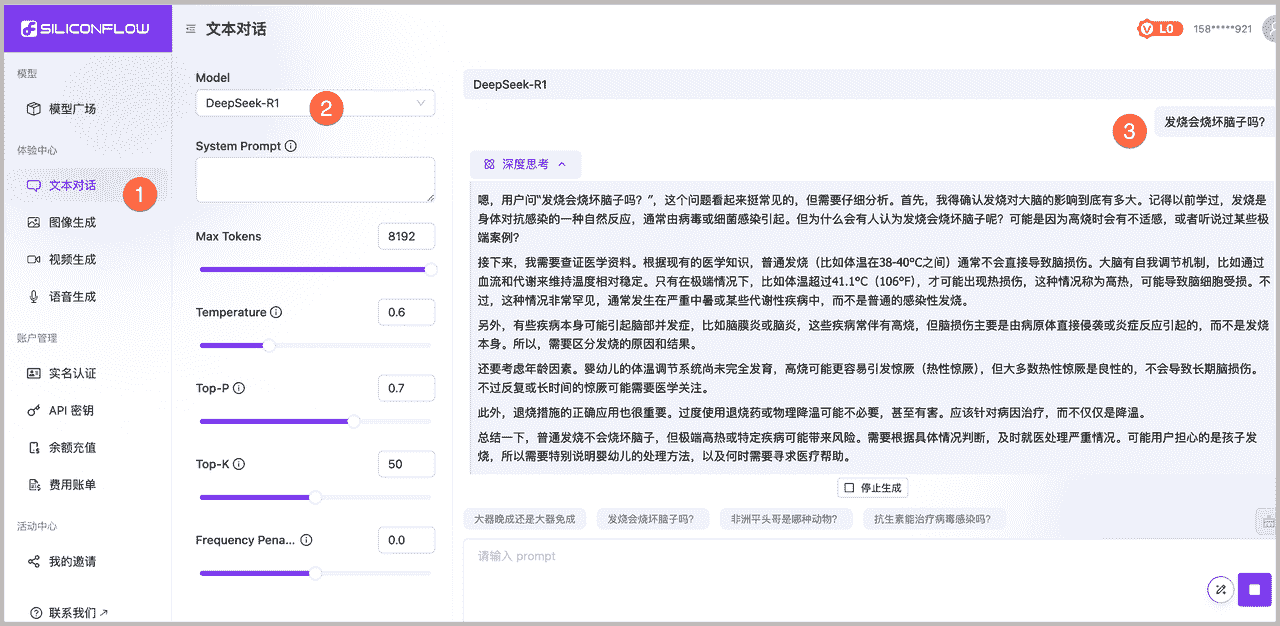 SILICONFLOW
文本对话
L0
158*****921
模型
模型广场
体验中心
文本对话
1
图像生成
视频生成
语音生成
账户管理
实名认证
API 密钥
余额充值
费用账单
活动中心
我的邀请
联系我们
Model
DeepSeek-R1
2
System Prompt
Max Tokens
8192
Temperature
0.6
Top-P
0.7
Top-K
50
Frequency Pena...
0.0
DeepSeek-R1
3
发烧会烧坏脑子吗?
深度思考
嗯，用户问“发烧会烧坏脑子吗？”，这个问题看起来挺常见的，但需要仔细分析。首先，我得确认发烧对大脑的影响到底有多大。记得以前学过，发烧是
身体对抗感染的一种自然反应，通常由病毒或细菌感染引起。但为什么会有人认为发烧会烧坏脑子呢？可能是因为高烧时会有不适感，或者听说过某些极
端案例？
接下来，我需要查证医学资料。根据现有的医学知识，普通发烧（比如体温在38-40°C之间）通常不会直接导致脑损伤。大脑有自我调节机制，比如通过
血流和代谢来维持温度相对稳定。只有在极端情况下，比如体温超过41.1°C（106°F），才可能出现热损伤，这种情况称为高热，可能导致脑细胞受损。不
过，这种情况非常罕见，通常发生在严重中暑或某些代谢性疾病中，而不是普通的感染性发烧。
另外，有些疾病本身可能引起脑部并发症，比如脑膜炎或脑炎，这些疾病常伴有高烧，但脑损伤主要是由病原体直接侵袭或炎症反应引起的，而不是发烧
本身。所以，需要区分发烧的原因和结果。
还要考虑年龄因素。婴幼儿的体温调节系统尚未完全发育，高烧可能更容易引发惊厥（热性惊厥），但大多数热性惊厥是良性的，不会导致长期脑损伤。
不过反复或长时间的惊厥可能需要医学关注。
此外，退烧措施的正确应用也很重要。过度使用退烧药或物理降温可能不必要，甚至有害。应该针对病因治疗，而不仅仅是降温。
总结一下，普通发烧不会烧坏脑子，但极端高热或特定疾病可能带来风险。需要根据具体情况判断，及时就医处理严重情况。可能用户担心的是孩子发
烧，所以需要特别说明婴幼儿的处理方法，以及何时需要寻求医疗帮助。
停止生成
大器晚成还是大器免成
发烧会烧坏脑子吗?
非洲平头哥是哪种动物?
抗生素能治疗病毒感染吗?
请输入 prompt